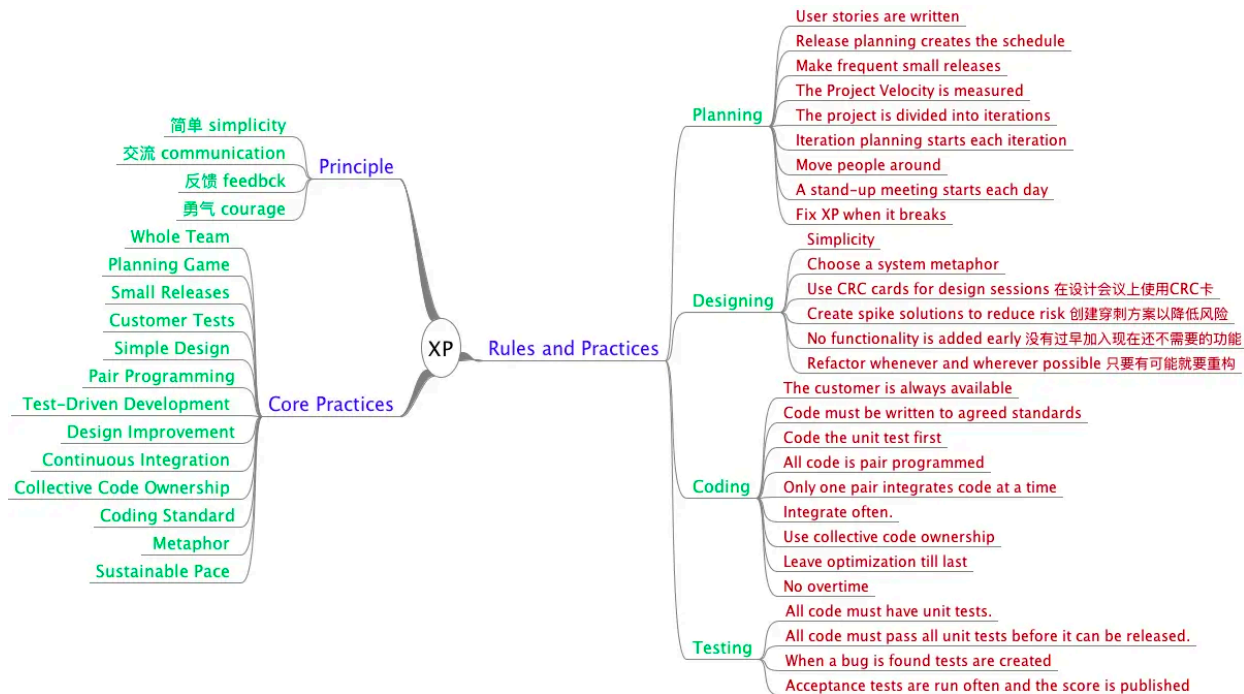 XP
Principle
简单 simplicity
交流 communication
反馈 feedbck
勇气 courage
Core Practices
Whole Team
Planning Game
Small Releases
Customer Tests
Simple Design
Pair Programming
Test-Driven Development
Design Improvement
Continuous Integration
Collective Code Ownership
Coding Standard
Metaphor
Sustainable Pace
Rules and Practices
Planning
User stories are written
Release planning creates the schedule
Make frequent small releases
The Project Velocity is measured
The project is divided into iterations
Iteration planning starts each iteration
Move people around
A stand-up meeting starts each day
Fix XP when it breaks
Designing
Simplicity
Choose a system metaphor
Use CRC cards for design sessions 在设计会议上使用CRC卡
Create spike solutions to reduce risk 创建穿刺方案以降低风险
No functionality is added early 没有过早加入现在还不需要的功能
Refactor whenever and wherever possible 只要有可能就要重构
Coding
The customer is always available
Code must be written to agreed standards
Code the unit test first
All code is pair programmed
Only one pair integrates code at a time
Integrate often.
Use collective code ownership
Leave optimization till last
No overtime
Testing
All code must have unit tests.
All code must pass all unit tests before it can be released.
When a bug is found tests are created
Acceptance tests are run often and the score is published